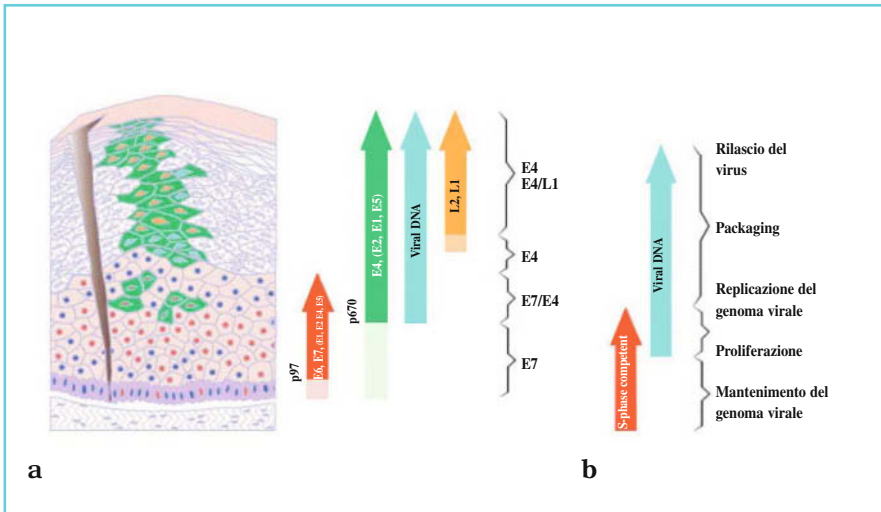 p97
E6, E7, (E1, E2 E4, E5)
p670
E4, (E2, E1, E5)
Viral DNA
L2, L1
E4
E4/L1
E4
E7/E4
E7
a
S-phase competent
Viral DNA
Rilascio del
virus
Packaging
Replicazione del
genoma virale
Proliferazione
Mantenimento del
genoma virale
b